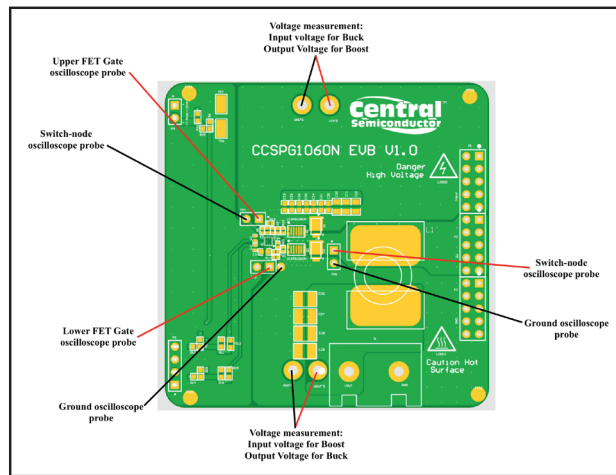 Voltage measurement:
Input voltage for Buck
Output Voltage for Boost
Upper FET Gate
oscilloscope probe
Switch-node
oscilloscope probe
Central
Semiconductor™
CCSPG1060N EVB V1.0
Danger
High Voltage
L1
Switch-node
oscilloscope probe
Ground oscilloscope
probe
Lower FET Gate
oscilloscope probe
Caution Hot
Surface
Ground oscilloscope
probe
Voltage measurement:
Input voltage for Boost
Output Voltage for Buck